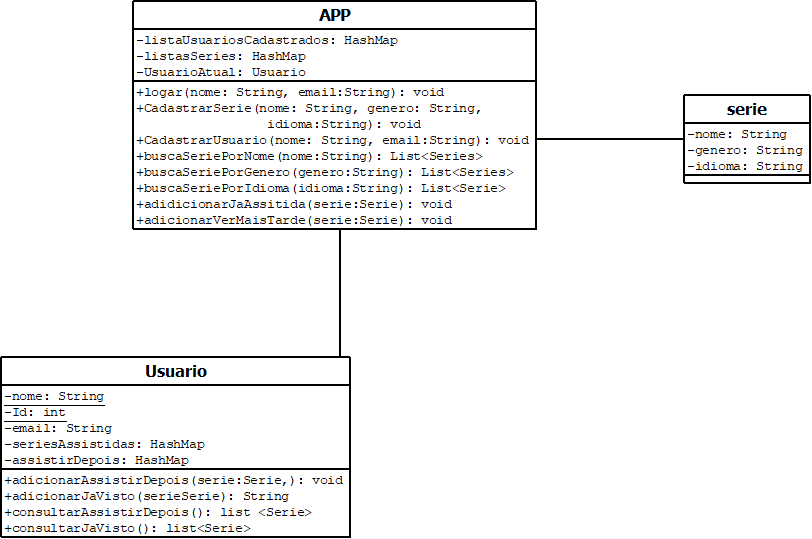 APP
-listaUsuariosCadastrados: HashMap
-listasSeries: HashMap
-UsuarioAtual: Usuario
+logar(nome: String, email:String): void
+CadastrarSerie(nome: String, genero: String,
idioma:String): void
+CadastrarUsuario(nome: String, email:String): void
+buscaSeriePorNome(nome:String): List<Series>
+buscaSeriePorGenero(genero:String): List<Series>
+buscaSeriePorIdioma(idioma:String): List<Serie>
+adidicionarJaAssitida(serie:Serie): void
+adicionarVerMaisTarde(serie:Serie): void
serie
-nome: String
-genero: String
-idioma: String
Usuario
-nome: String
-Id: int
-email: String
-seriesAssistidas: HashMap
-assistirDepois: HashMap
+adicionarAssistirDepois(serie:Serie,): void
+adicionarJaVisto(serieSerie): String
+consultarAssistirDepois(): list <Serie>
+consultarJaVisto(): list<Serie>